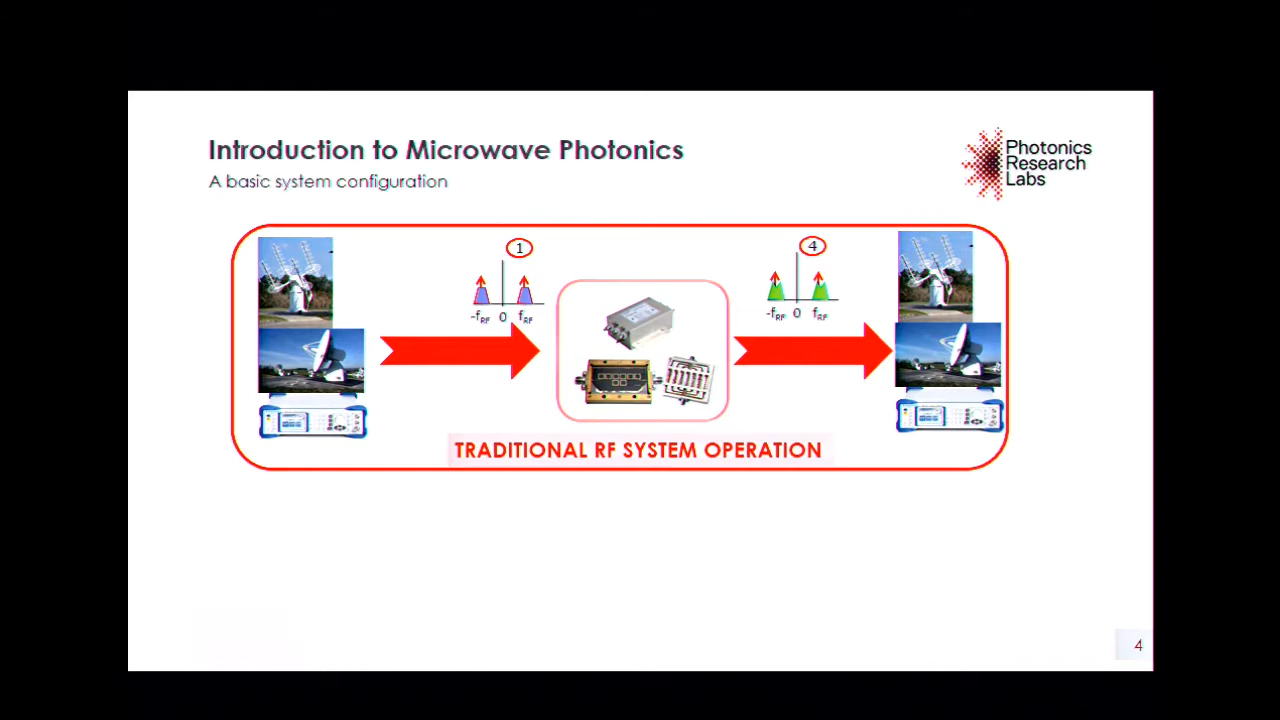 Introduction to Microwave Photonics
A basic system configuration
Photonics
Research
Labs
1
-fRF 0 fRF
4
-fRF 0 fRF
TRADITIONAL RF SYSTEM OPERATION
4